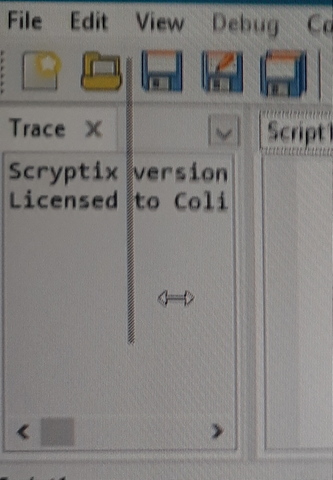 File Edit View Debug
Trace X
Script
Scryptix version
Licensed to Coli